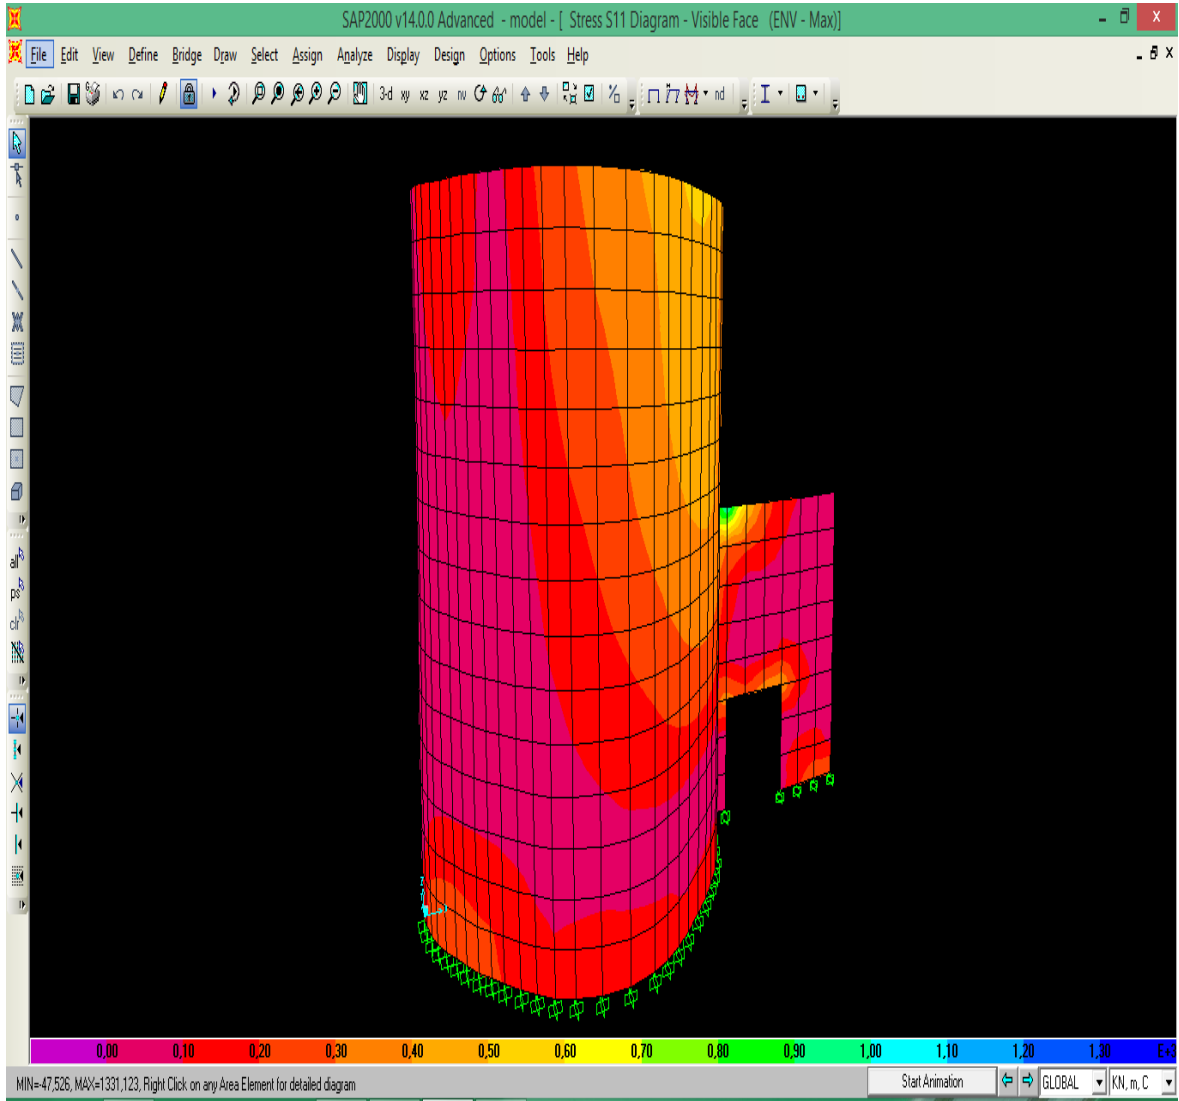 SAP2000 v14.0.0 Advanced - model - [ Stress S11 Diagram - Visible Face (ENV - Max)]
File Edit View Define Bridge Draw Select Assign Analyze Display Design Options Tools Help
3-d xy xz yz nv nd
all
ps
clr
0,00 0,10 0,20 0,30 0,40 0,50 0,60 0,70 0,80 0,90 1,00 1,10 1,20 1,30 E+3
MIN=-47,526, MAX=1331,123, Right Click on any Area Element for detailed diagram Start Animation GLOBAL KN, m, C